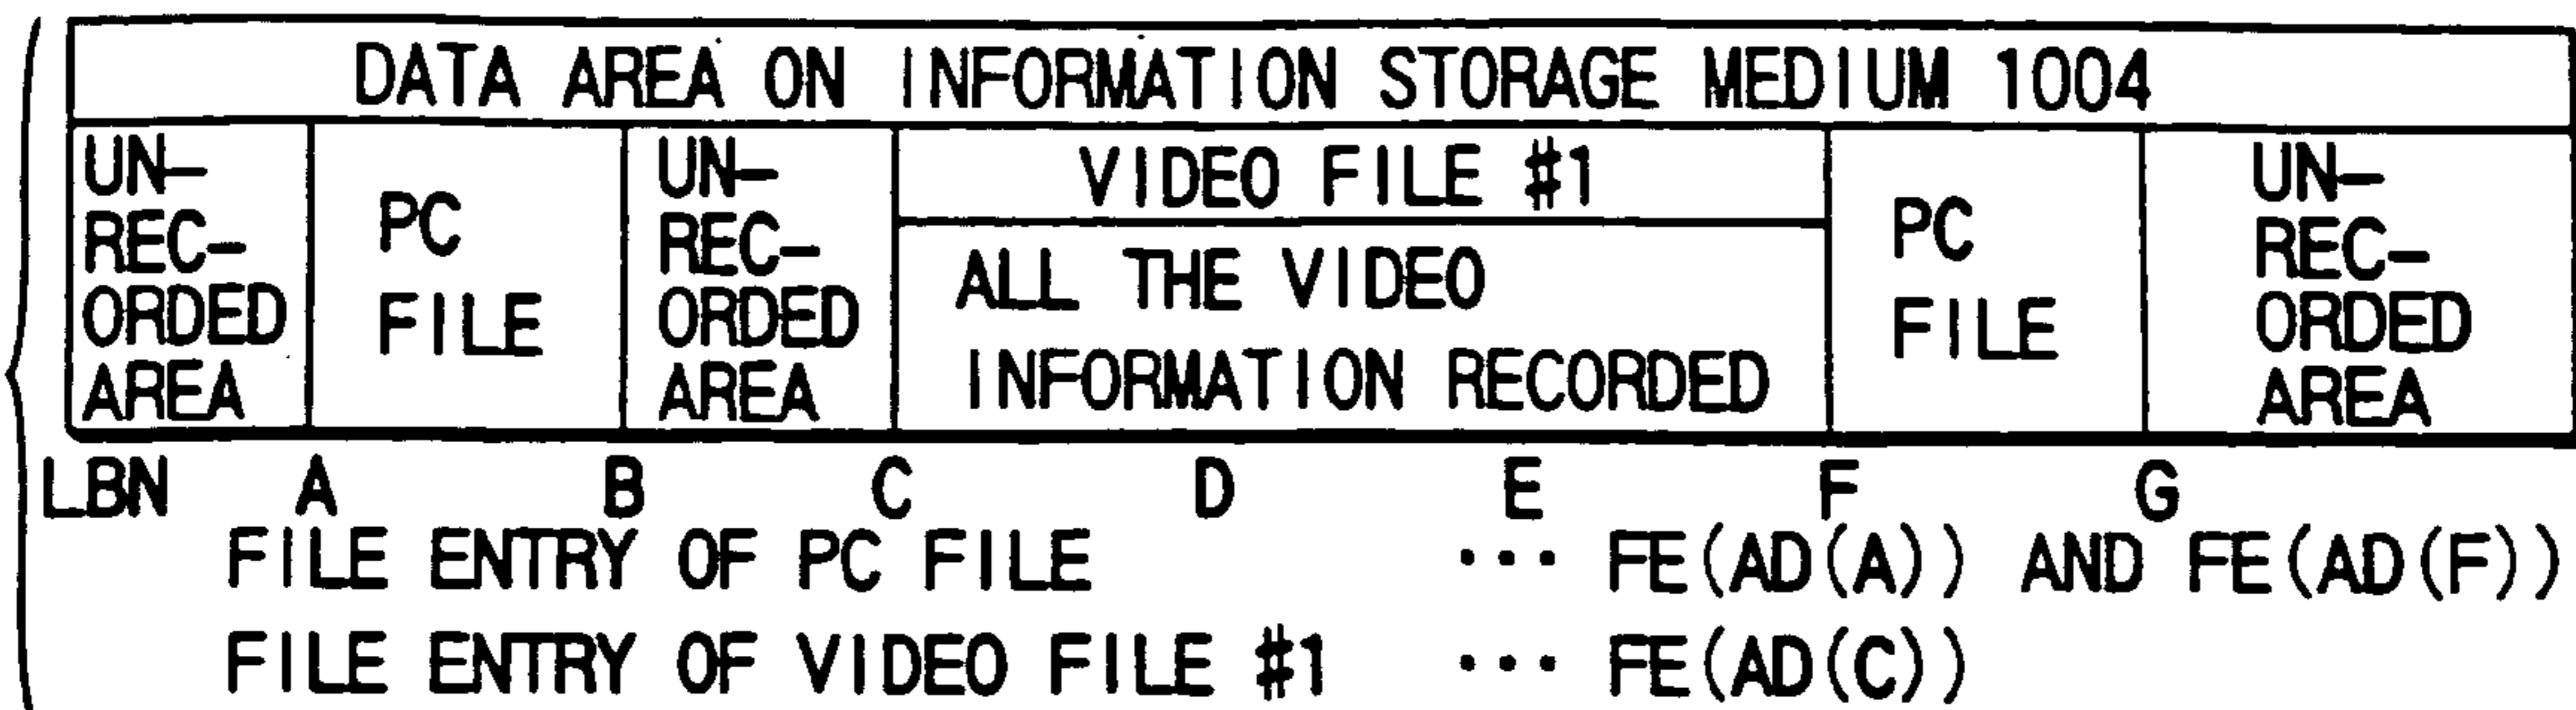 DATA AREA ON INFORMATION STORAGE MEDIUM 1004
UN-
REC-
ORDED
AREA
PC
FILE
UN-
REC-
ORDED
AREA
VIDEO FILE #1
ALL THE VIDEO
INFORMATION RECORDED
PC
FILE
UN-
REC-
ORDED
AREA
LBN A B C D E F G
FILE ENTRY OF PC FILE ... FE(AD(A)) AND FE(AD(F))
FILE ENTRY OF VIDEO FILE #1 ... FE(AD(C))